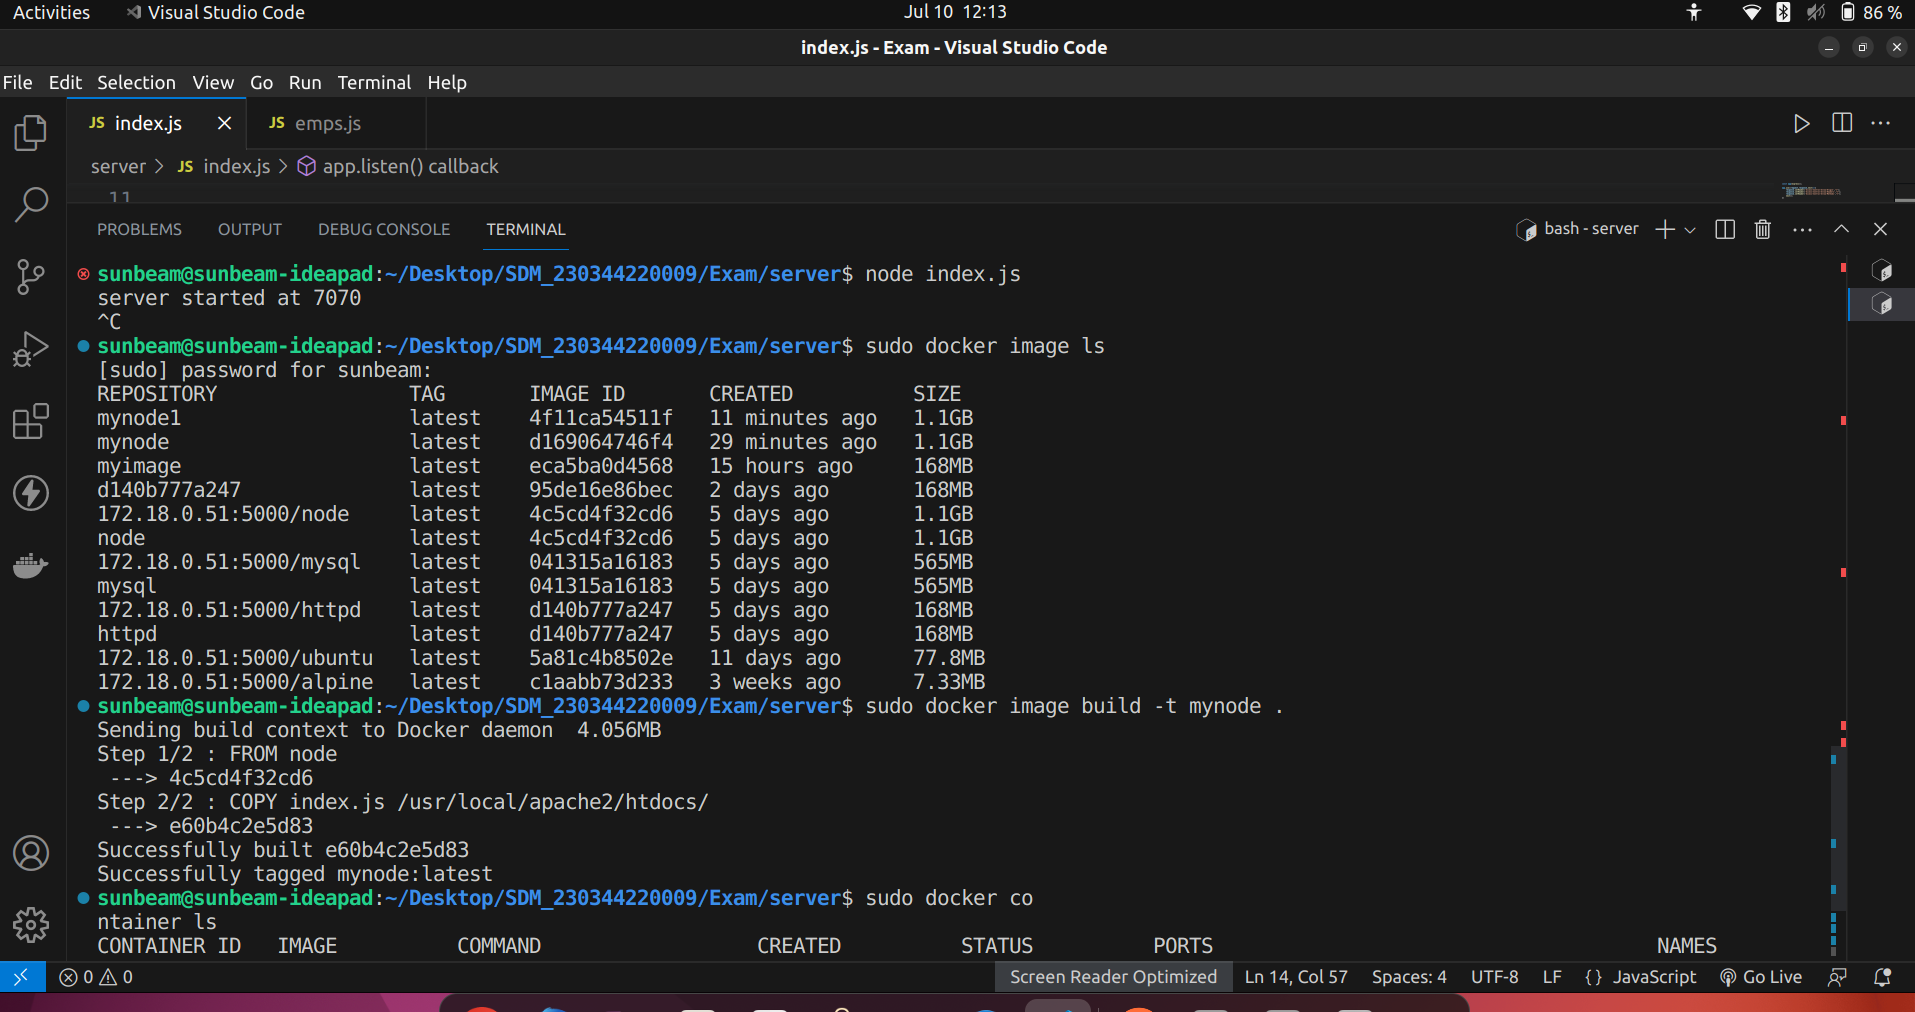 Activities Visual Studio Code Jul 10 12:13 86 %
index.js - Exam - Visual Studio Code
File Edit Selection View Go Run Terminal Help
JS index.js JS emps.js
server > JS index.js > app.listen() callback
11
PROBLEMS OUTPUT DEBUG CONSOLE TERMINAL bash - server
sunbeam@sunbeam-ideapad:~/Desktop/SDM_230344220009/Exam/server$ node index.js
server started at 7070
^C
sunbeam@sunbeam-ideapad:~/Desktop/SDM_230344220009/Exam/server$ sudo docker image ls
[sudo] password for sunbeam:
REPOSITORY TAG IMAGE ID CREATED SIZE
mynode1 latest 4f11ca54511f 11 minutes ago 1.1GB
mynode latest d169064746f4 29 minutes ago 1.1GB
myimage latest eca5ba0d4568 15 hours ago 168MB
d140b777a247 latest 95de16e86bec 2 days ago 168MB
172.18.0.51:5000/node latest 4c5cd4f32cd6 5 days ago 1.1GB
node latest 4c5cd4f32cd6 5 days ago 1.1GB
172.18.0.51:5000/mysql latest 041315a16183 5 days ago 565MB
mysql latest 041315a16183 5 days ago 565MB
172.18.0.51:5000/httpd latest d140b777a247 5 days ago 168MB
httpd latest d140b777a247 5 days ago 168MB
172.18.0.51:5000/ubuntu latest 5a81c4b8502e 11 days ago 77.8MB
172.18.0.51:5000/alpine latest c1aabb73d233 3 weeks ago 7.33MB
sunbeam@sunbeam-ideapad:~/Desktop/SDM_230344220009/Exam/server$ sudo docker image build -t mynode .
Sending build context to Docker daemon 4.056MB
Step 1/2 : FROM node
---> 4c5cd4f32cd6
Step 2/2 : COPY index.js /usr/local/apache2/htdocs/
---> e60b4c2e5d83
Successfully built e60b4c2e5d83
Successfully tagged mynode:latest
sunbeam@sunbeam-ideapad:~/Desktop/SDM_230344220009/Exam/server$ sudo docker co
ntainer ls
CONTAINER ID IMAGE COMMAND CREATED STATUS PORTS NAMES
0 0 Screen Reader Optimized Ln 14, Col 57 Spaces: 4 UTF-8 LF {} JavaScript Go Live